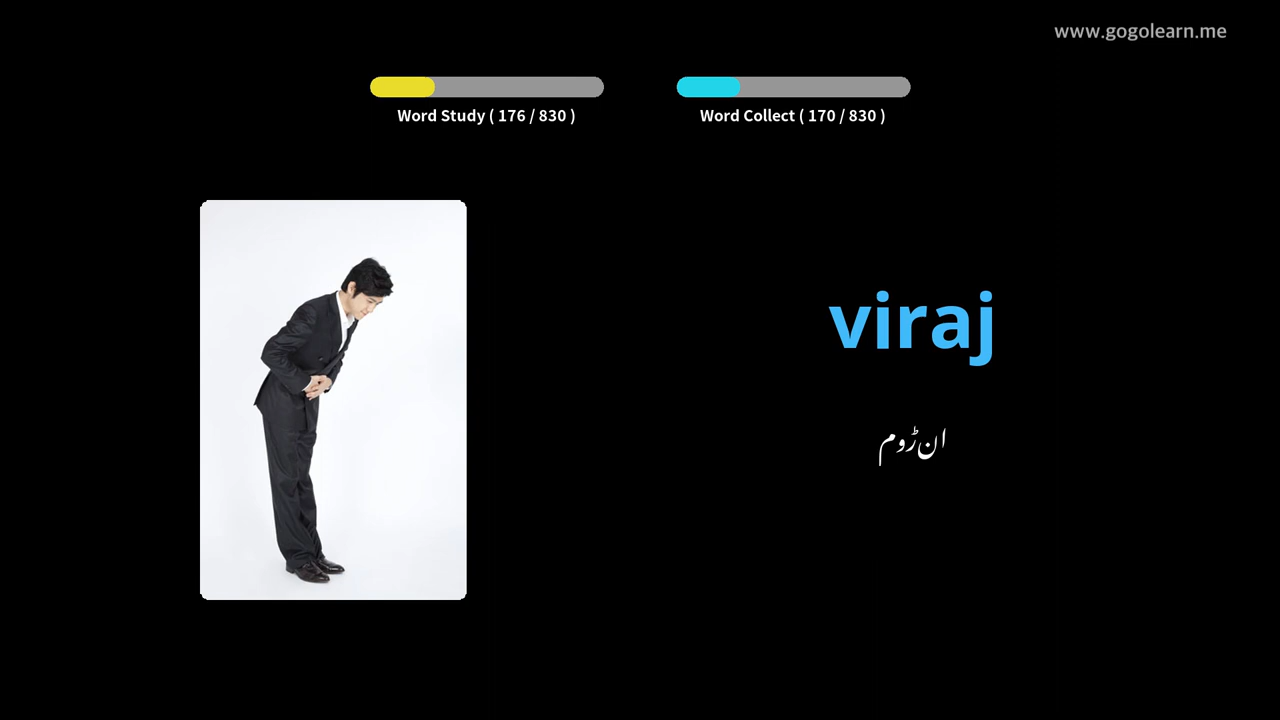 www.gogolearn.me
Word Study ( 176 / 830 )
Word Collect ( 170 / 830 )
viraj
ان ڑوم